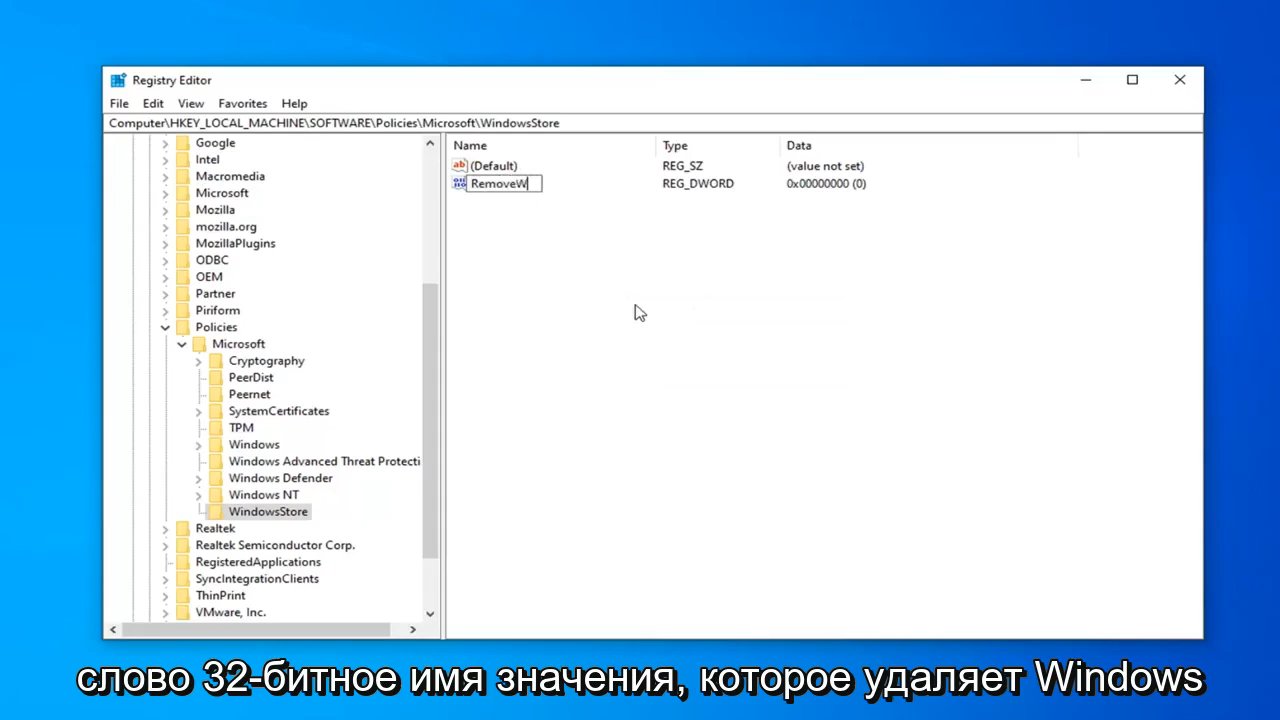 Registry Editor
File Edit View Favorites Help
Computer\HKEY_LOCAL_MACHINE\SOFTWARE\Policies\Microsoft\WindowsStore
Google
Intel
Macromedia
Microsoft
Mozilla
mozilla.org
MozillaPlugins
ODBC
OEM
Partner
Piriform
Policies
Microsoft
Cryptography
PeerDist
Peernet
SystemCertificates
TPM
Windows
Windows Advanced Threat Protecti
Windows Defender
Windows NT
WindowsStore
Realtek
Realtek Semiconductor Corp.
RegisteredApplications
SyncIntegrationClients
ThinPrint
VMware, Inc.
Name Type Data
(Default) REG_SZ (value not set)
RemoveW REG_DWORD 0x00000000 (0)
слово 32-битное имя значения, которое удаляет Windows